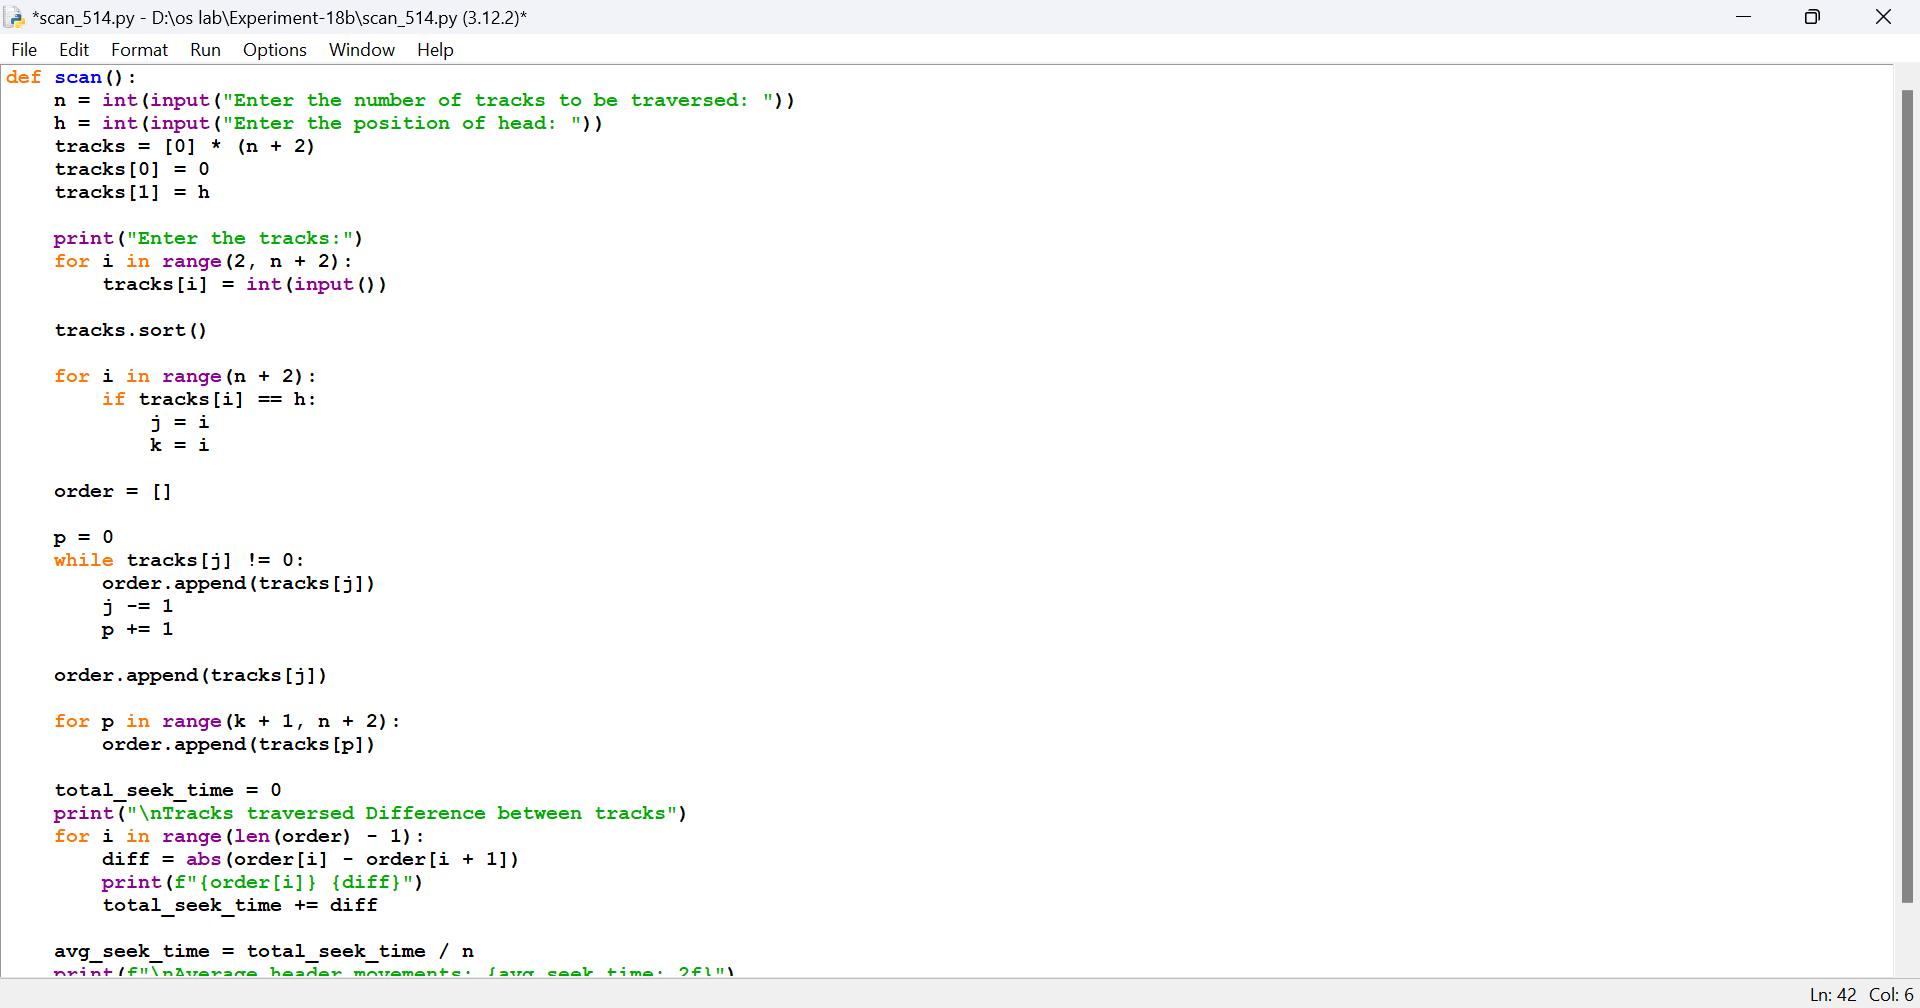 *scan_514.py - D:\os lab\Experiment-18b\scan_514.py (3.12.2)*
File Edit Format Run Options Window Help
def scan():
    n = int(input("Enter the number of tracks to be traversed: "))
    h = int(input("Enter the position of head: "))
    tracks = [0] * (n + 2)
    tracks[0] = 0
    tracks[1] = h

    print("Enter the tracks:")
    for i in range(2, n + 2):
        tracks[i] = int(input())

    tracks.sort()

    for i in range(n + 2):
        if tracks[i] == h:
            j = i
            k = i

    order = []

    p = 0
    while tracks[j] != 0:
        order.append(tracks[j])
        j -= 1
        p += 1

    order.append(tracks[j])

    for p in range(k + 1, n + 2):
        order.append(tracks[p])

    total_seek_time = 0
    print("\nTracks traversed Difference between tracks")
    for i in range(len(order) - 1):
        diff = abs(order[i] - order[i + 1])
        print(f"{order[i]} {diff}")
        total_seek_time += diff

    avg_seek_time = total_seek_time / n
    print(f"\nAverage header movements: {avg_seek_time:.2f}")
Ln: 42 Col: 6